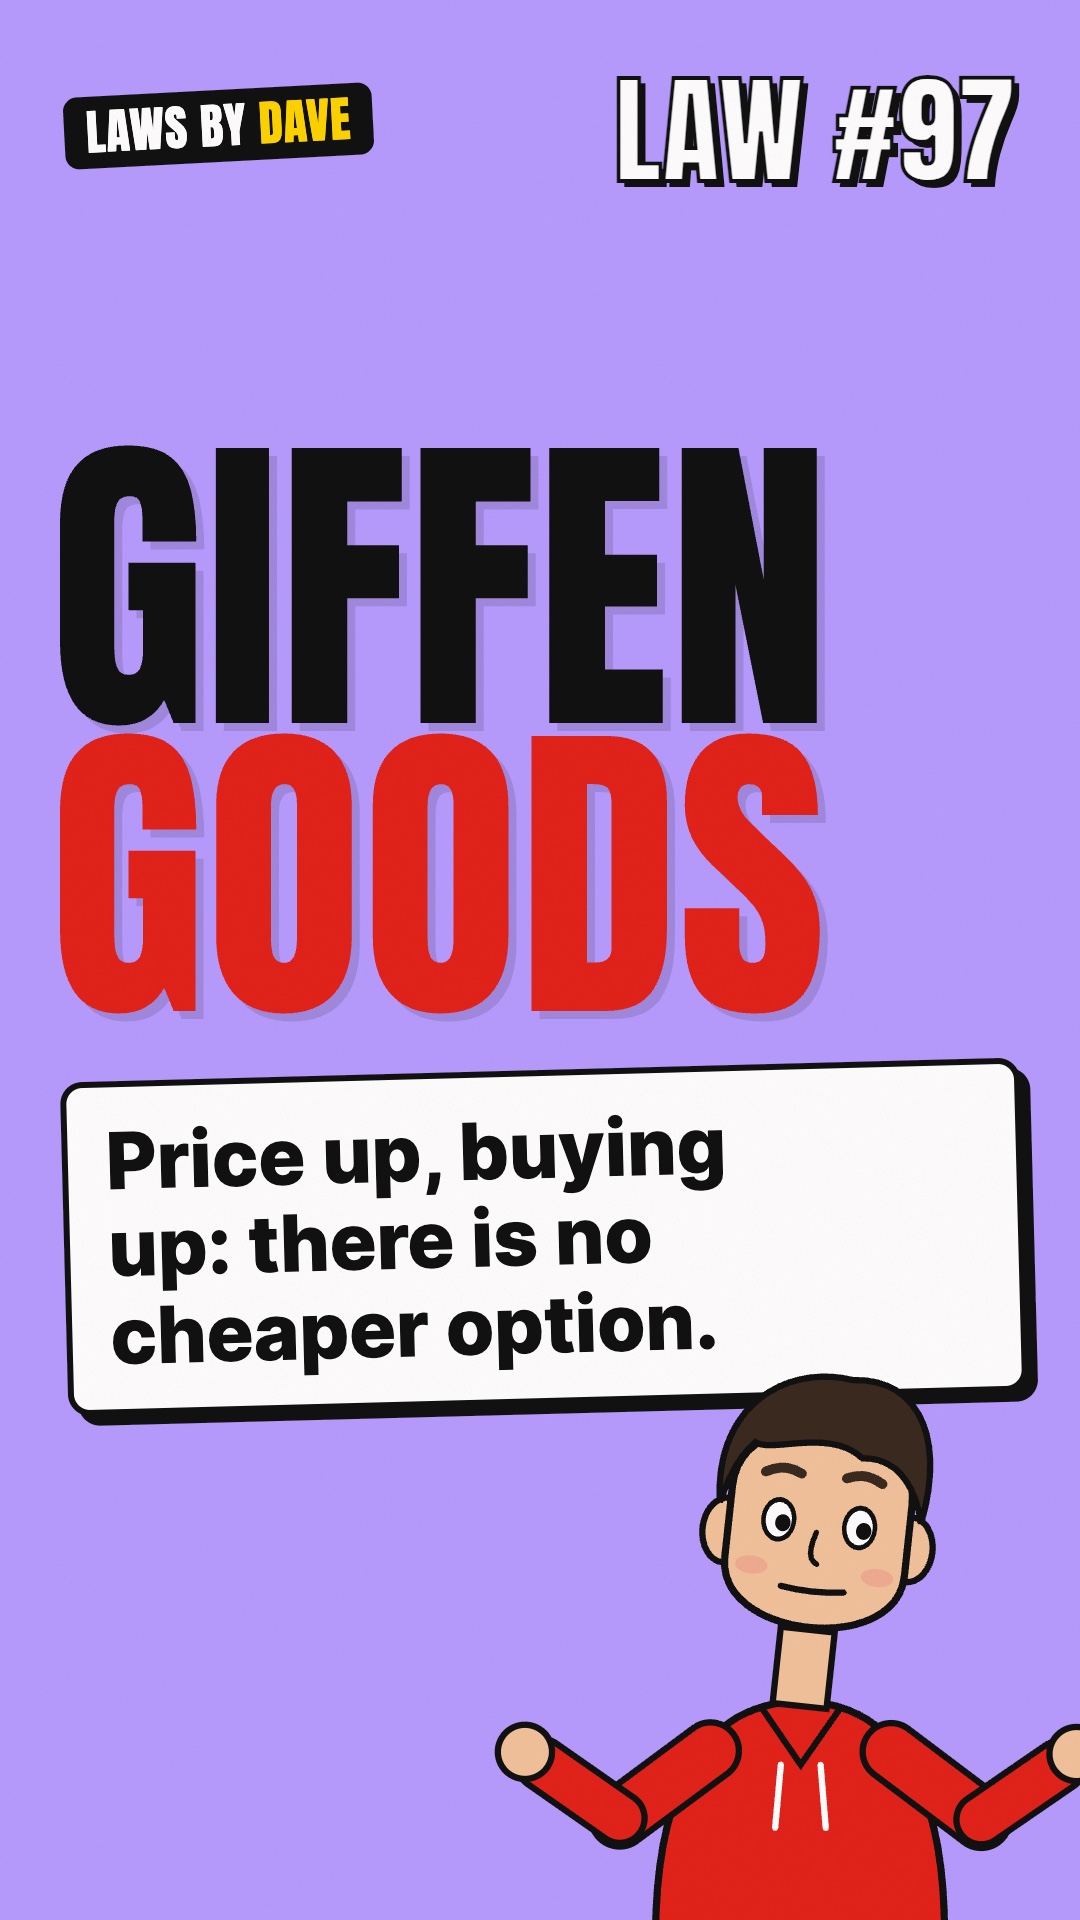 LAWS BY DAVE
LAW #97
GIFFEN
GOODS
Price up, buying
up: there is no
cheaper option.